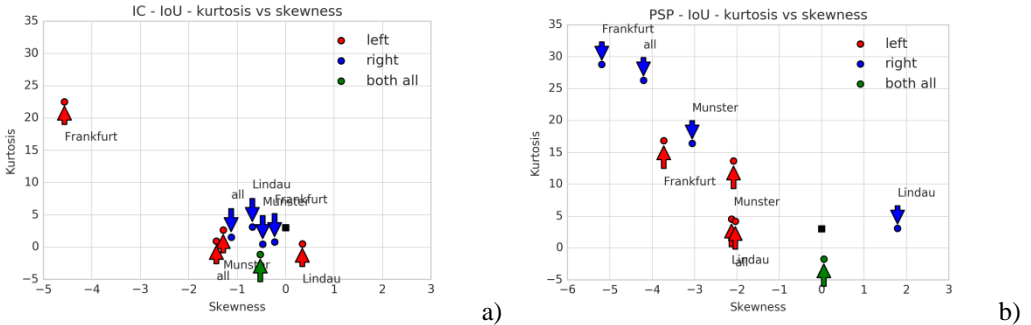 IC - IoU - kurtosis vs skewness
35
30
25
20
15
10
5
0
−5
Kurtosis
left
right
both all
Frankfurt
Lindau
all
Munster
Frankfurt
Munster
all
Lindau
−5 −4 −3 −2 −1 0 1 2 3
Skewness
a)
PSP - IoU - kurtosis vs skewness
35
30
25
20
15
10
5
0
−5
Kurtosis
left
right
both all
Frankfurt
all
Munster
Frankfurt
Munster
Lindau
Lindau
all
−6 −5 −4 −3 −2 −1 0 1 2 3
Skewness
b)